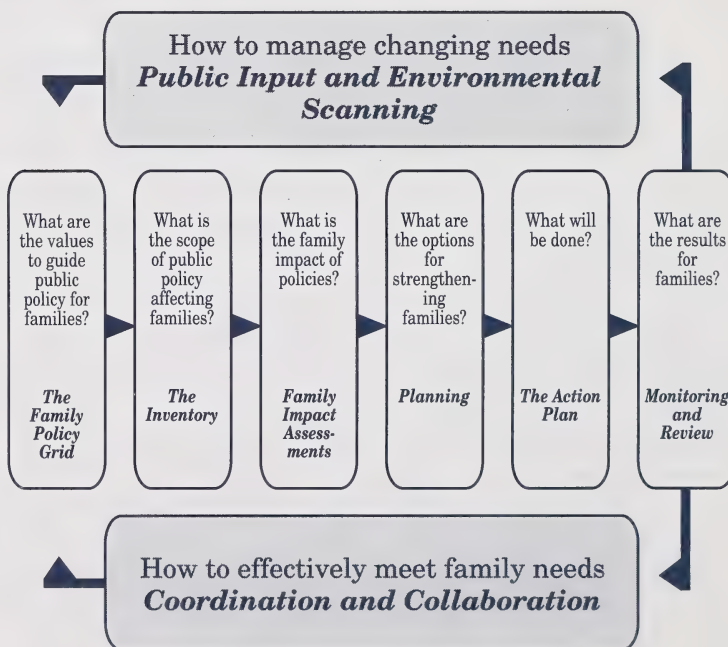 How to manage changing needs
Public Input and Environmental
Scanning
What are
the values
to guide
public
policy for
families?
The
Family
Policy
Grid
What is
the scope
of public
policy
affecting
families?
The
Inventory
What is
the family
impact of
policies?
Family
Impact
Assess-
ments
What are
the options
for
strengthen-
ing
families?
Planning
What will
be done?
The Action
Plan
What are
the results
for
families?
Monitoring
and
Review
How to effectively meet family needs
Coordination and Collaboration